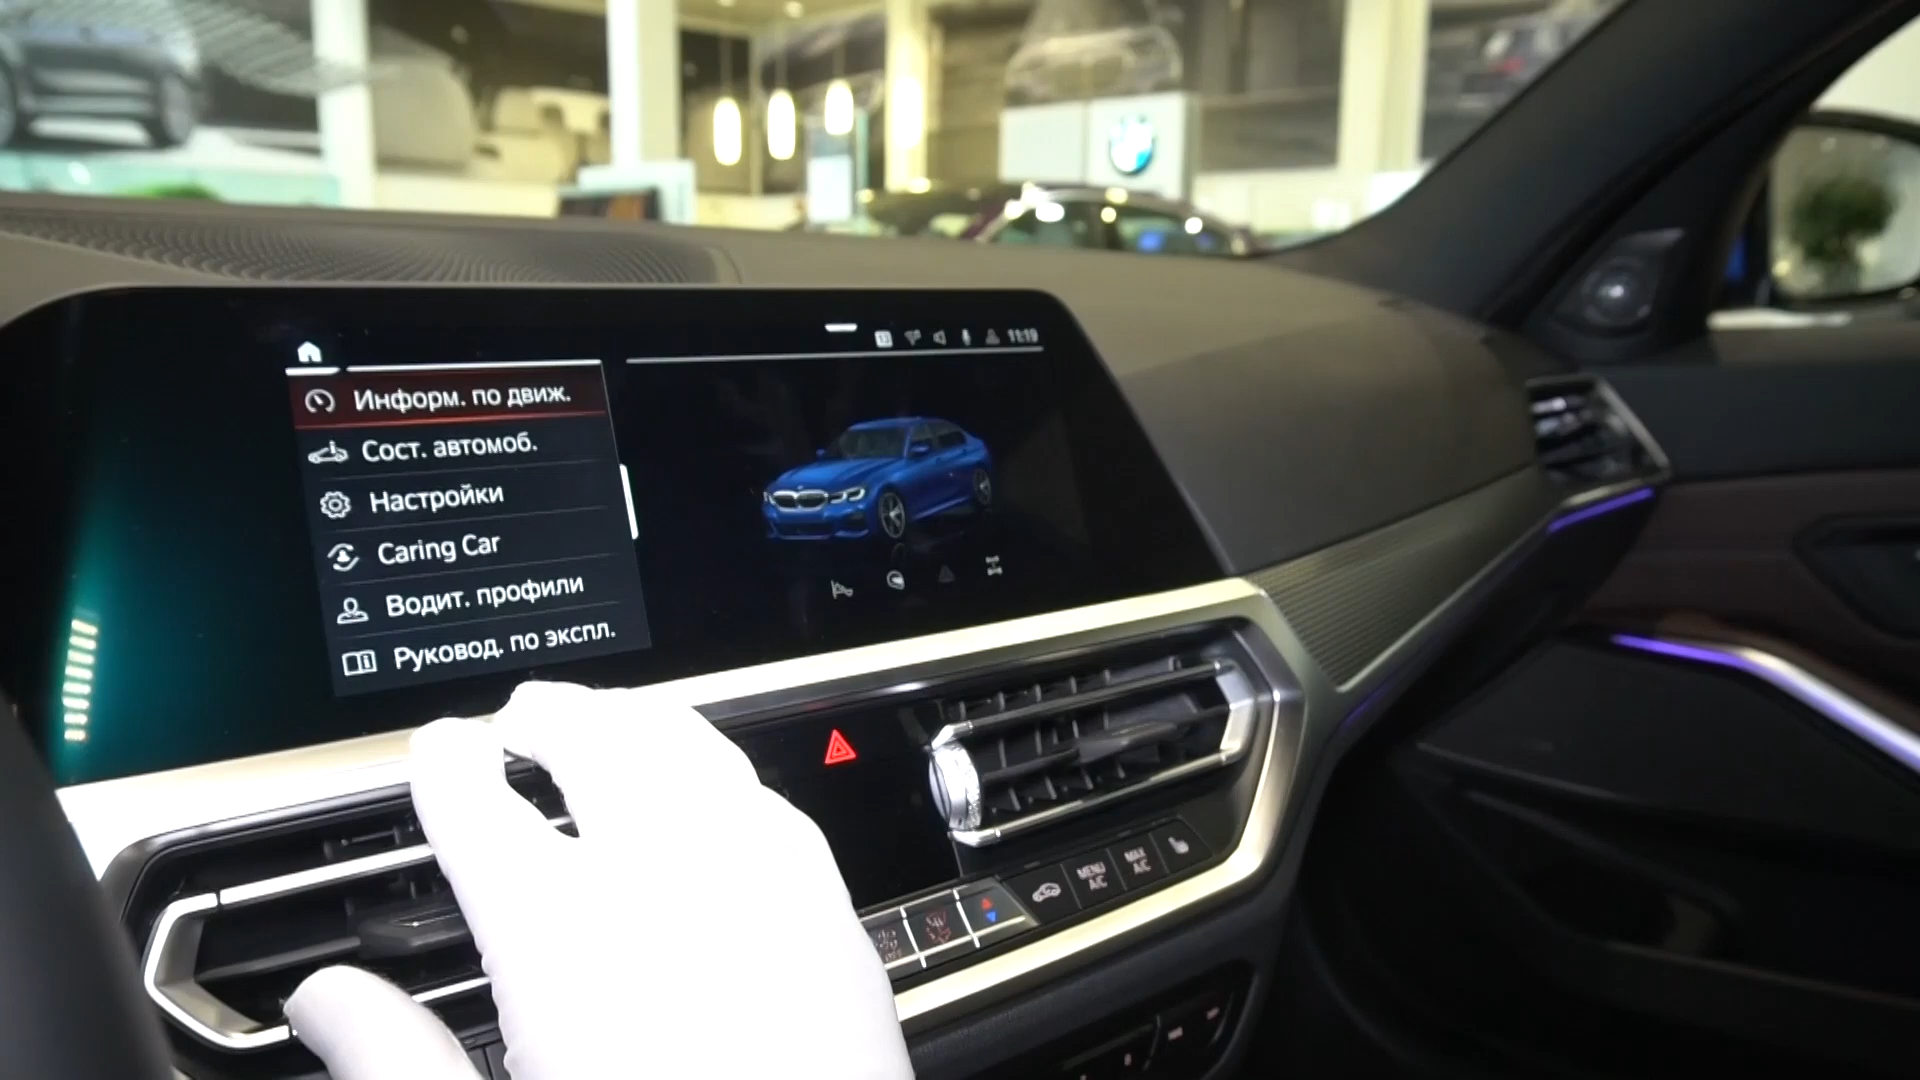 11:19
Информ. по движ.
Сост. автомоб.
Настройки
Caring Car
Водит. профили
Руковод. по экспл.
MENU
A/C
MAX
A/C